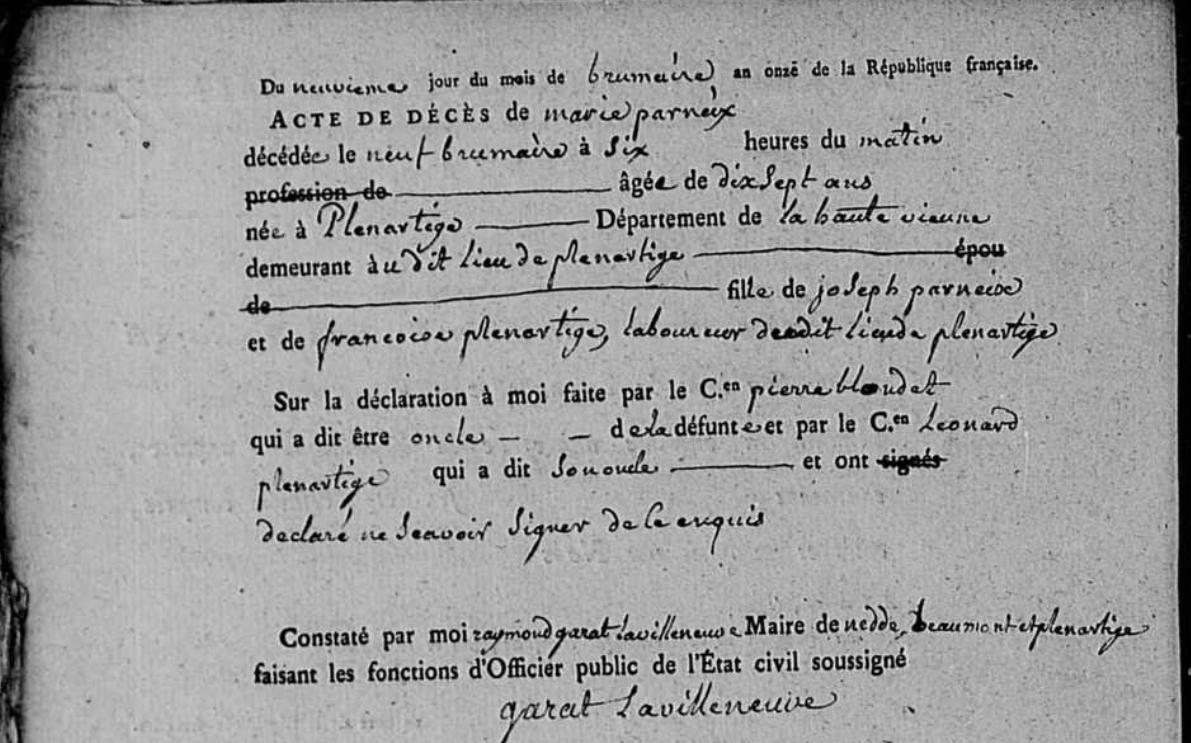 Du neuvieme jour du mois de brumaire an onze de la République française.
ACTE DE DÉCÈS de marie parneix
décédée le neuf brumaire à six heures du matin
profession de âgée de dix sept ans
née à Plenartige Département de la haute vienne
demeurant au dit lieu de plenartige épou
de fille de joseph parneix
et de francoise plenartige, laboureur dudit lieu de plenartige
Sur la déclaration à moi faite par le C.en pierre bloudet
qui a dit être oncle — — de la défunte et par le C.en Leonard
plenartige qui a dit son oncle et ont signés
declaré ne scavoir signer de ce enquis
Constaté par moi raymond garat lavilleneuve Maire de nedde, beaumont et plenartige
faisant les fonctions d'Officier public de l'État civil soussigné
garat Lavilleneuve